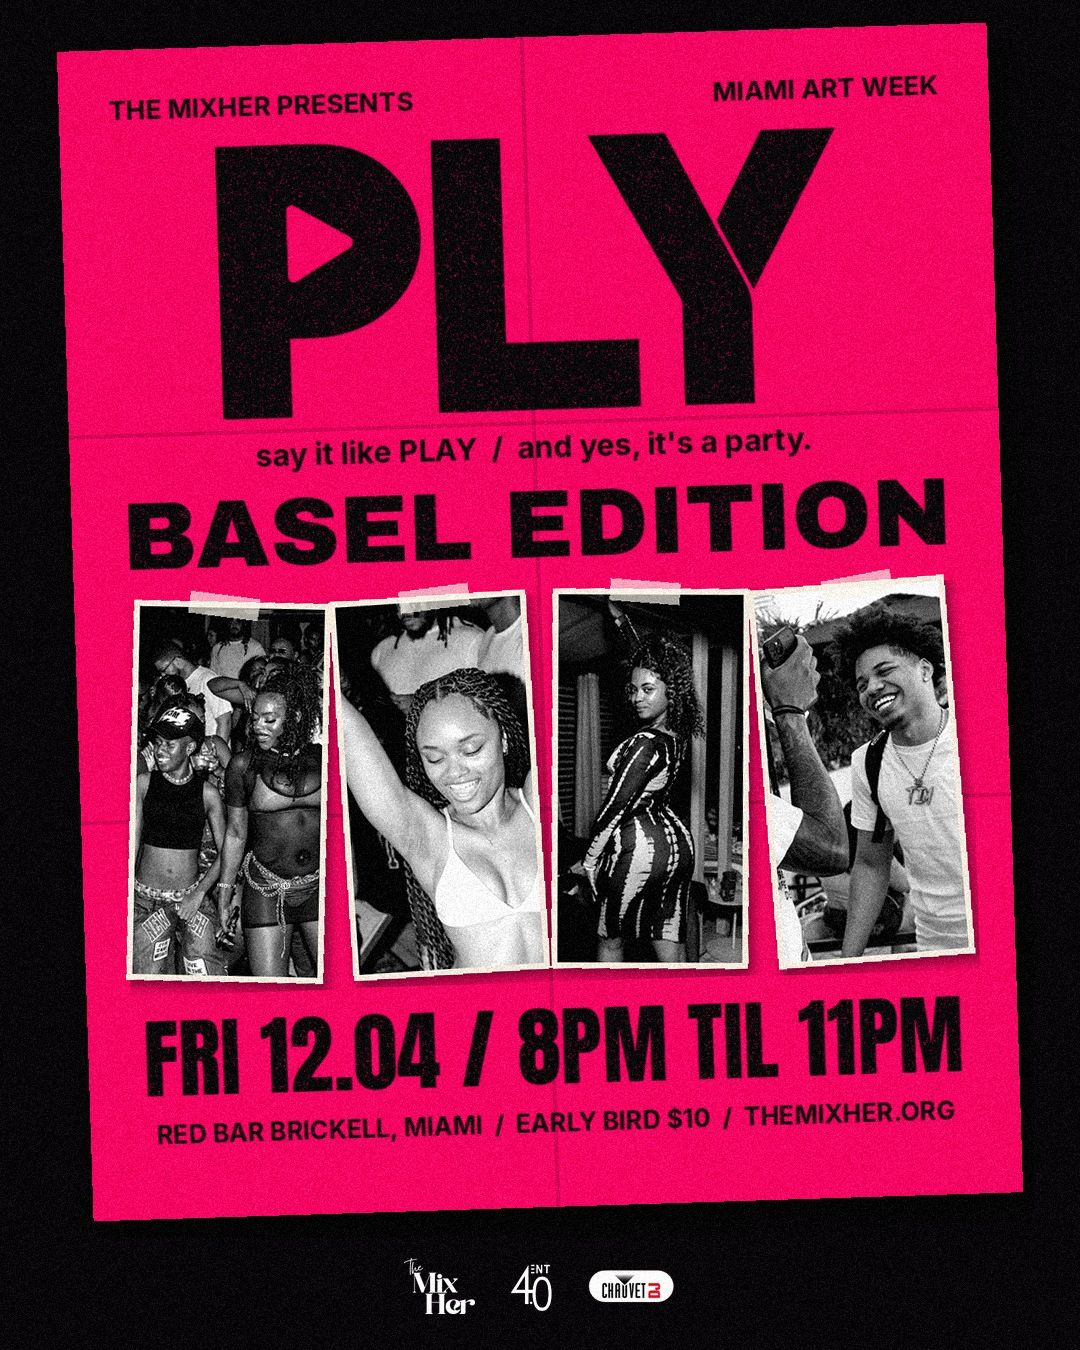 THE MIXHER PRESENTS
MIAMI ART WEEK
PLY
say it like PLAY / and yes, it's a party.
BASEL EDITION
FRI 12.04 / 8PM TIL 11PM
RED BAR BRICKELL, MIAMI / EARLY BIRD $10 / THEMIXHER.ORG
The
Mix
Her
4.0 ENT
CHAUVET DJ